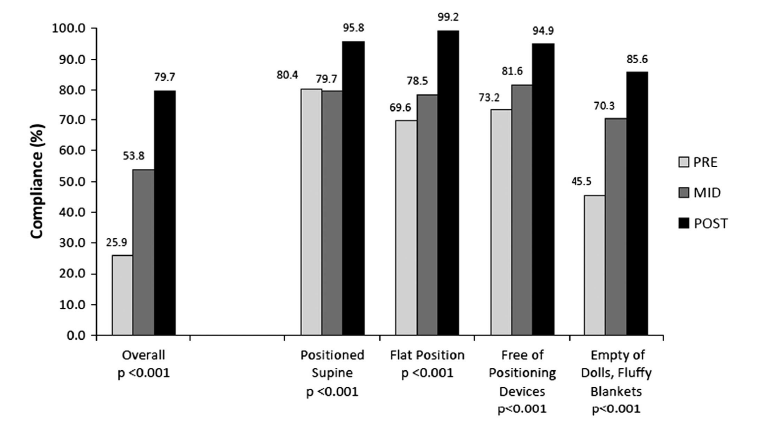 Compliance (%)
100.0
90.0
80.0
70.0
60.0
50.0
40.0
30.0
20.0
10.0
0.0
25.9
53.8
79.7
80.4
79.7
95.8
69.6
78.5
99.2
73.2
81.6
94.9
45.5
70.3
85.6
Overall
p <0.001
Positioned
Supine
p <0.001
Flat Position
p <0.001
Free of
Positioning
Devices
p<0.001
Empty of
Dolls, Fluffy
Blankets
p<0.001
PRE
MID
POST